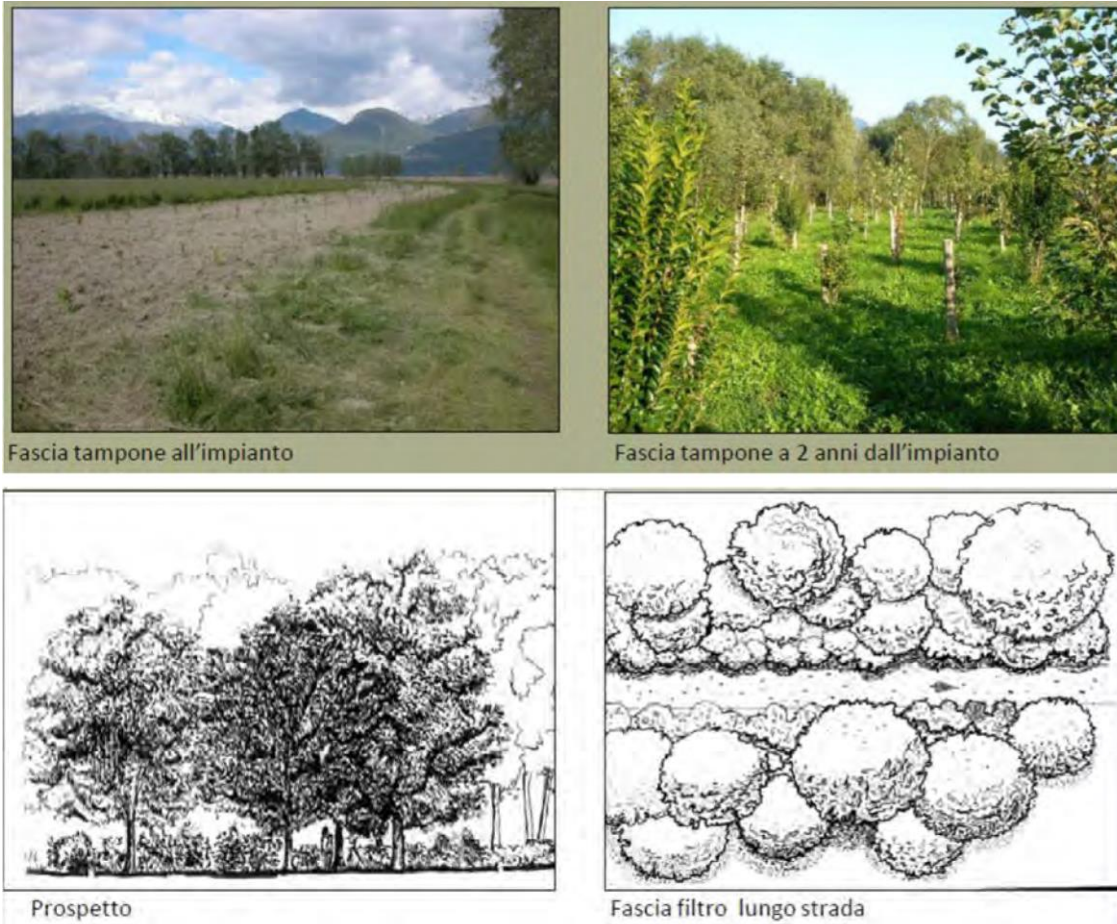 Fascia tampone all'impianto
Fascia tampone a 2 anni dall'impianto
Prospetto
Fascia filtro lungo strada